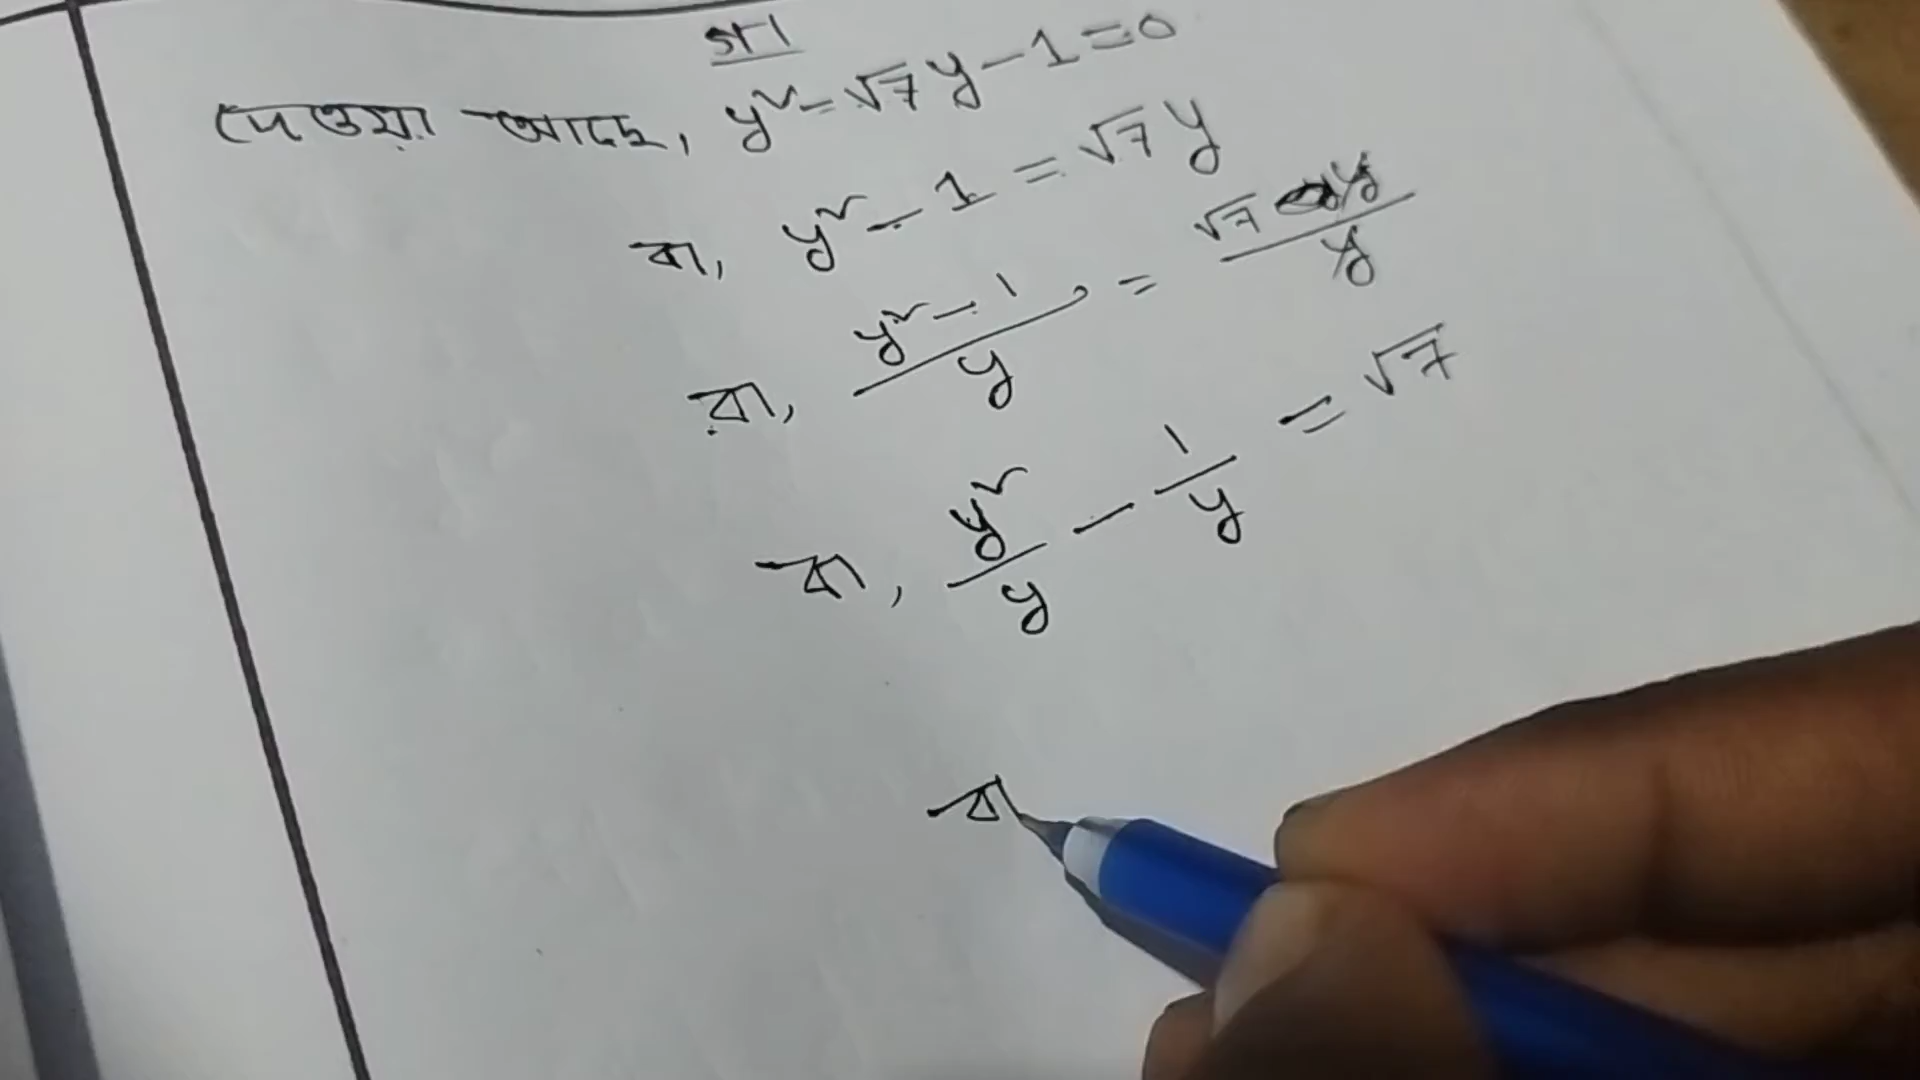 গ।
দেওয়া আছে, y² = √7 y - 1 = 0
বা, y² - 1 = √7 y
বা, (y² - 1)/y = √7 y/y
বা, y²/y - 1/y = √7
বা